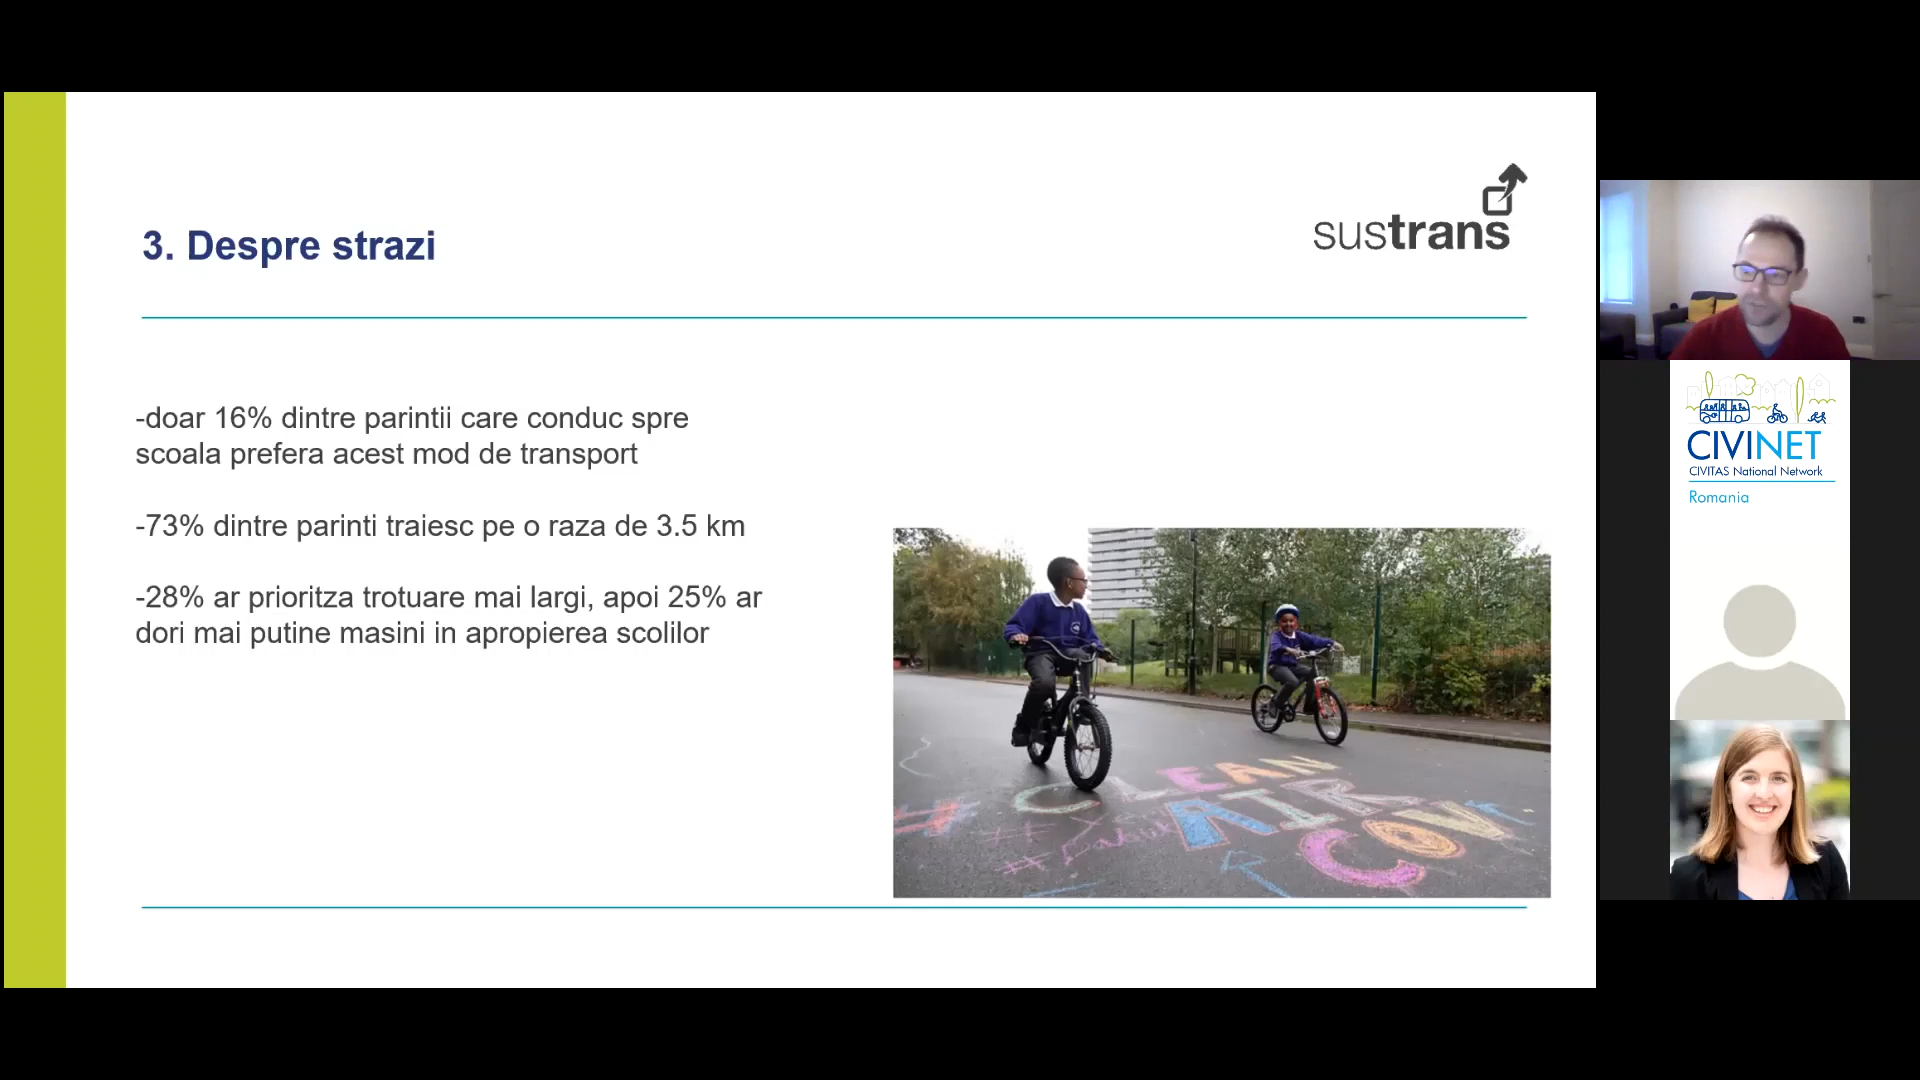 sustrans
3. Despre strazi
-doar 16% dintre parintii care conduc spre
scoala prefera acest mod de transport
-73% dintre parinti traiesc pe o raza de 3.5 km
-28% ar prioritza trotuare mai largi, apoi 25% ar
dori mai putine masini in apropierea scolilor
CLEAN
AIR 4
COV
CIVINET
CIVITAS National Network
Romania